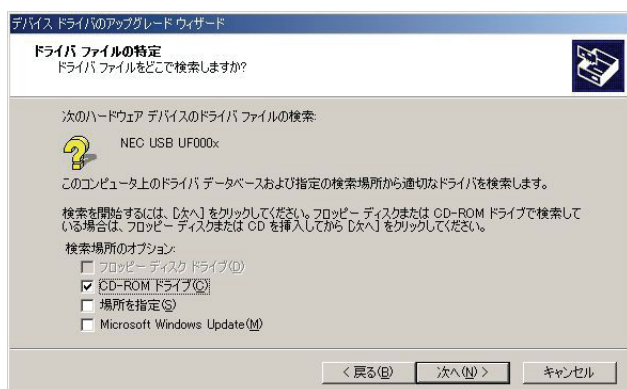 デバイス ドライバのアップグレード ウィザード
ドライバ ファイルの特定
ドライバ ファイルをどこで検索しますか?
次のハードウェア デバイスのドライバ ファイルの検索:
NEC USB UF000x
このコンピュータ上のドライバ データベースおよび指定の検索場所から適切なドライバを検索します。
検索を開始するには、[次へ] をクリックしてください。フロッピー ディスクまたは CD-ROM ドライブで検索して
いる場合は、フロッピー ディスクまたは CD を挿入してから [次へ] をクリックしてください。
検索場所のオプション:
フロッピー ディスク ドライブ(D)
CD-ROM ドライブ(C)
場所を指定(S)
Microsoft Windows Update(M)
< 戻る(B) 次へ(N) > キャンセル